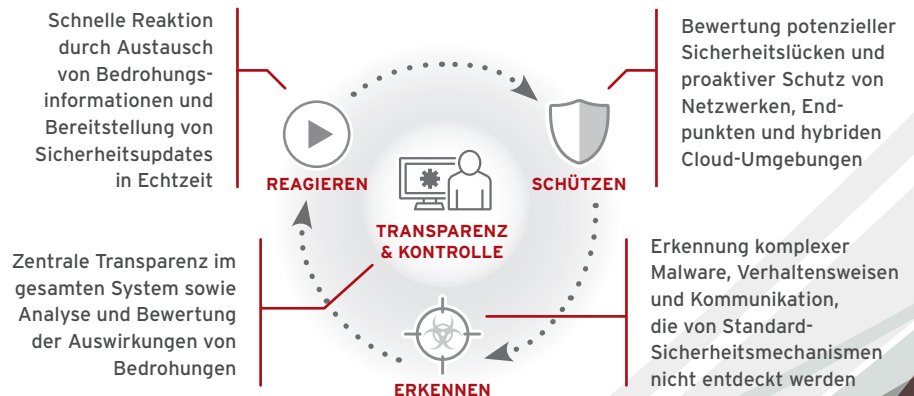 Schnelle Reaktion
durch Austausch
von Bedrohungs-
informationen und
Bereitstellung von
Sicherheitsupdates
in Echtzeit
REAGIEREN
Bewertung potenzieller
Sicherheitslücken und
proaktiver Schutz von
Netzwerken, End-
punkten und hybriden
Cloud-Umgebungen
SCHÜTZEN
TRANSPARENZ
& KONTROLLE
Zentrale Transparenz im
gesamten System sowie
Analyse und Bewertung
der Auswirkungen von
Bedrohungen
Erkennung komplexer
Malware, Verhaltensweisen
und Kommunikation,
die von Standard-
Sicherheitsmechanismen
nicht entdeckt werden
ERKENNEN